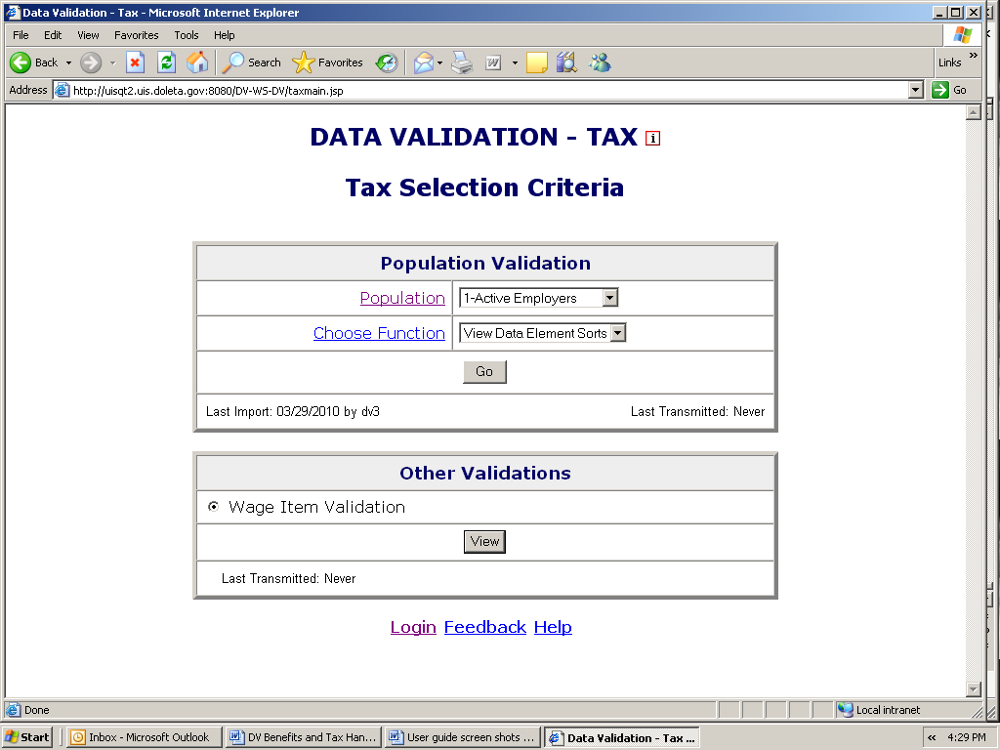 Data Validation - Tax - Microsoft Internet Explorer
File Edit View Favorites Tools Help
Back Search Favorites Links »
Address http://uisqt2.uis.doleta.gov:8080/DV-WS-DV/taxmain.jsp Go
DATA VALIDATION - TAX i
Tax Selection Criteria
Population Validation
Population 1-Active Employers
Choose Function View Data Element Sorts
Go
Last Import: 03/29/2010 by dv3 Last Transmitted: Never
Other Validations
Wage Item Validation
View
Last Transmitted: Never
Login Feedback Help
Done Local intranet
Start Inbox - Microsoft Outlook DV Benefits and Tax Han... User guide screen shots ... Data Validation - Tax ... « 4:29 PM